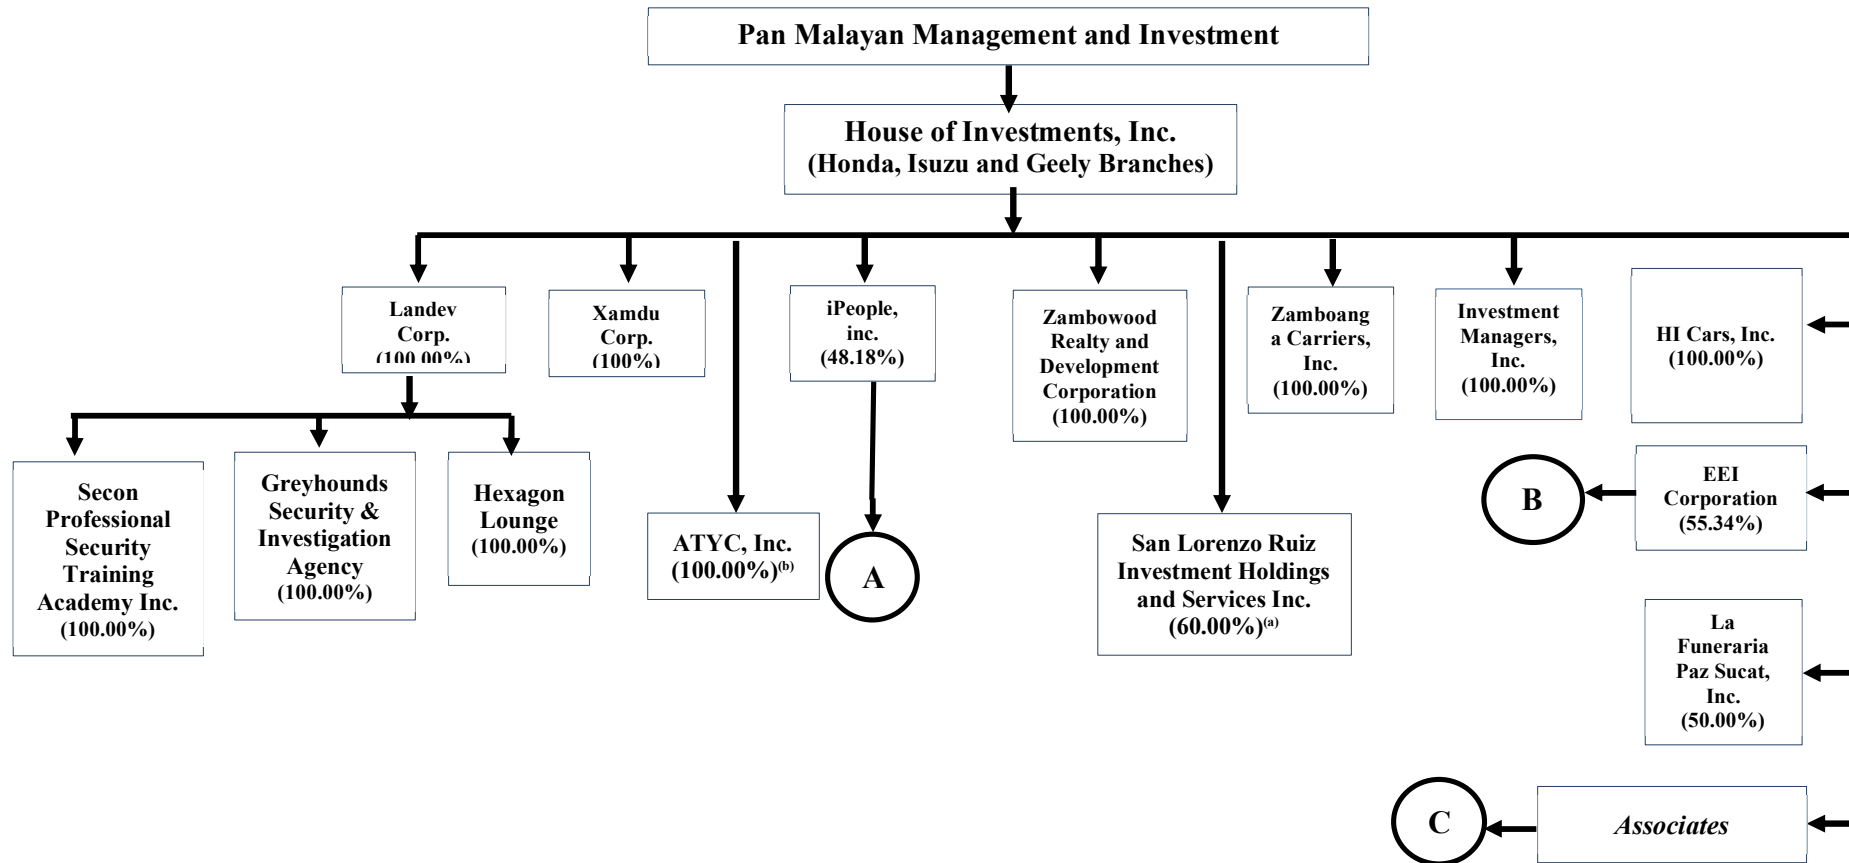 Pan Malayan Management and Investment
House of Investments, Inc.
(Honda, Isuzu and Geely Branches)
Landev
Corp.
(100.00%)
Xamdu
Corp.
(100%)
iPeople,
inc.
(48.18%)
Zambowood
Realty and
Development
Corporation
(100.00%)
Zamboang
a Carriers,
Inc.
(100.00%)
Investment
Managers,
Inc.
(100.00%)
HI Cars, Inc.
(100.00%)
Secon
Professional
Security
Training
Academy Inc.
(100.00%)
Greyhounds
Security &
Investigation
Agency
(100.00%)
Hexagon
Lounge
(100.00%)
ATYC, Inc.
(100.00%)(b)
A
San Lorenzo Ruiz
Investment Holdings
and Services Inc.
(60.00%)(a)
B
EEI
Corporation
(55.34%)
La
Funeraria
Paz Sucat,
Inc.
(50.00%)
C
Associates